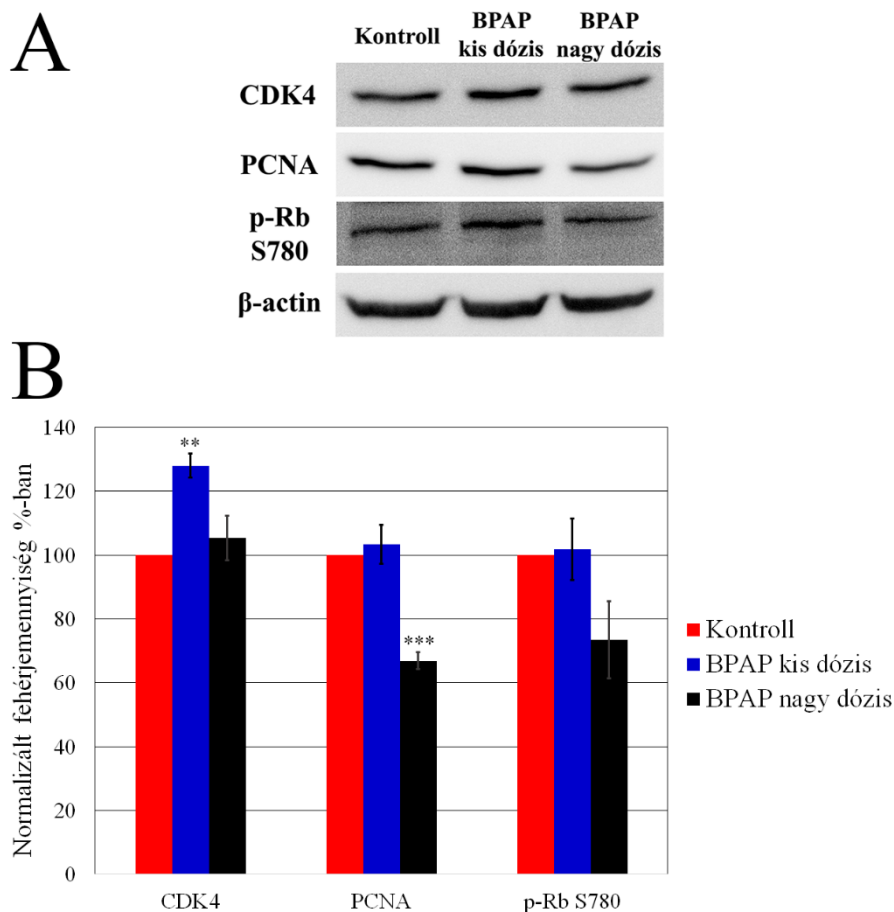 A
Kontroll
BPAP
kis dózis
BPAP
nagy dózis
CDK4
PCNA
p-Rb
S780
β-actin
B
Normalizált fehérjemennyiség %-ban
140
120
100
80
60
40
20
0
**
***
CDK4
PCNA
p-Rb S780
Kontroll
BPAP kis dózis
BPAP nagy dózis